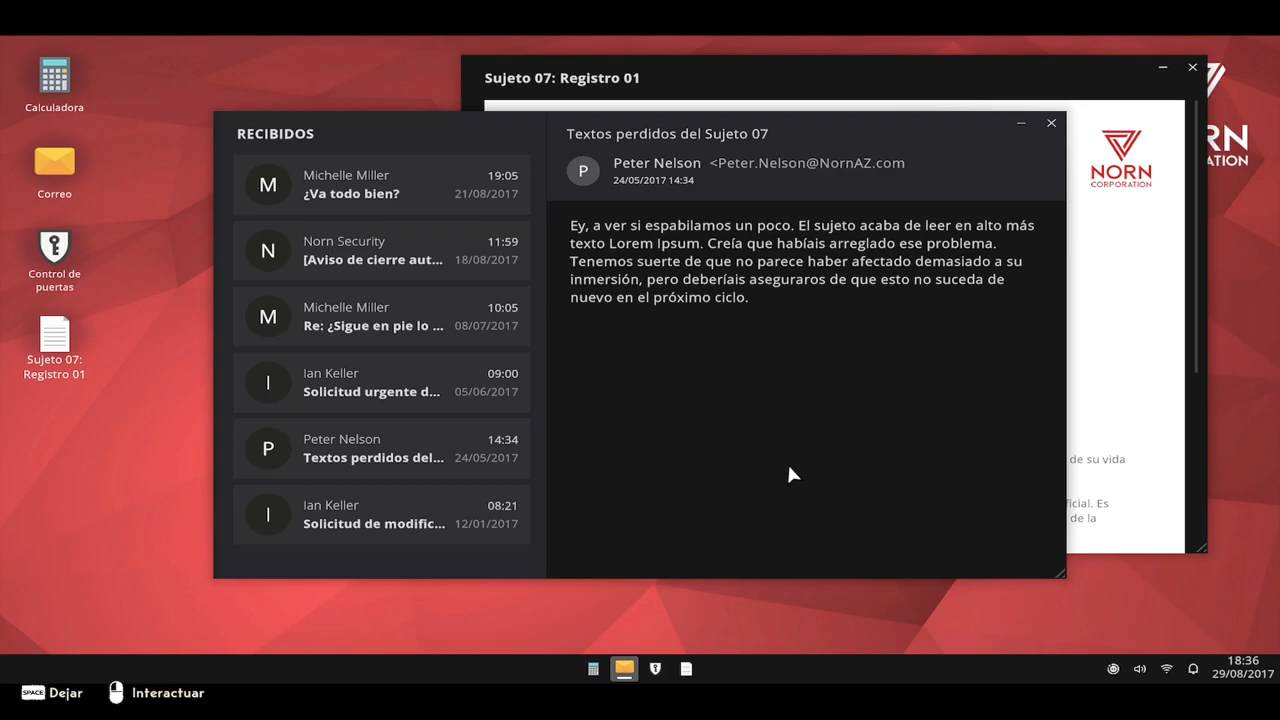 Calculadora
Correo
Control de
puertas
Sujeto 07:
Registro 01
Sujeto 07: Registro 01
NORN
CORPORATION
RN
ATION
RECIBIDOS
M
Michelle Miller 19:05
¿Va todo bien? 21/08/2017
N
Norn Security 11:59
[Aviso de cierre aut... 18/08/2017
M
Michelle Miller 10:05
Re: ¿Sigue en pie lo ... 08/07/2017
I
Ian Keller 09:00
Solicitud urgente d... 05/06/2017
P
Peter Nelson 14:34
Textos perdidos del... 24/05/2017
I
Ian Keller 08:21
Solicitud de modific... 12/01/2017
Textos perdidos del Sujeto 07
P
Peter Nelson <Peter.Nelson@NornAZ.com
24/05/2017 14:34
Ey, a ver si espabilamos un poco. El sujeto acaba de leer en alto más
texto Lorem Ipsum. Creía que habíais arreglado ese problema.
Tenemos suerte de que no parece haber afectado demasiado a su
inmersión, pero deberíais aseguraros de que esto no suceda de
nuevo en el próximo ciclo.
de su vida
ficial. Es
de la
18:36
29/08/2017
SPACE Dejar Interactuar